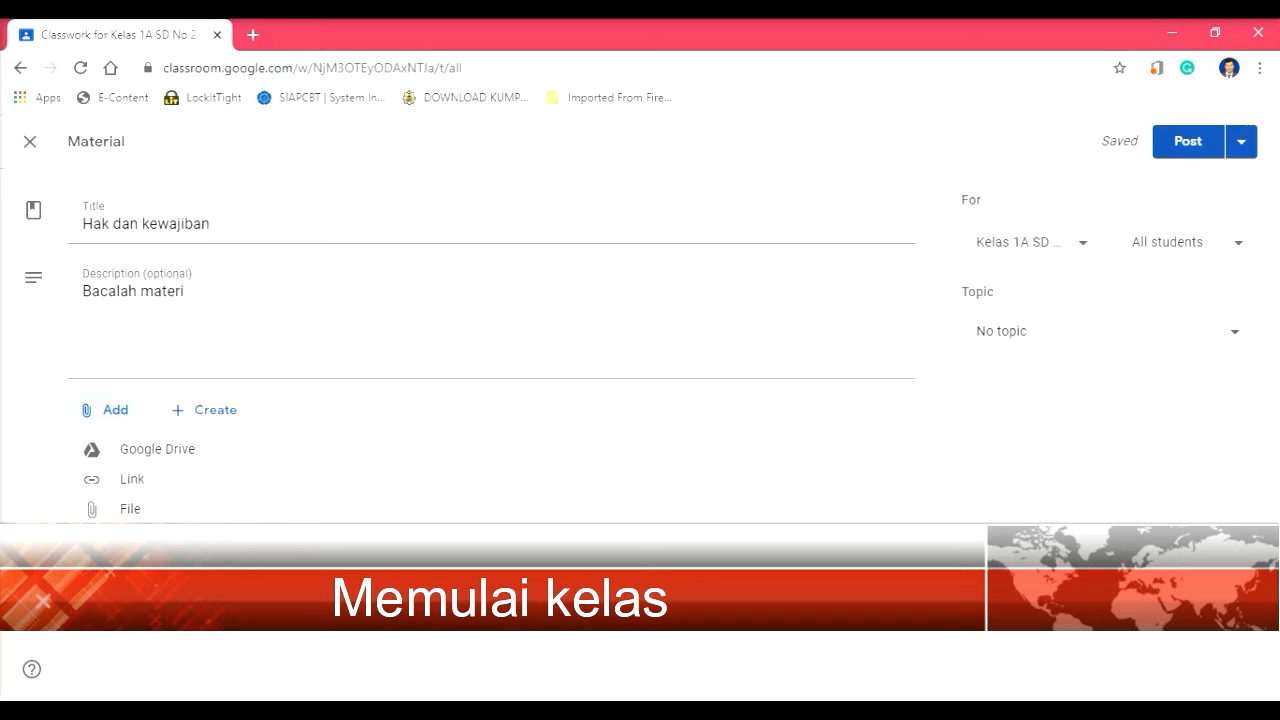 Classwork for Kelas 1A SD No 2
classroom.google.com/w/NjM3OTEyODAxNTJa/t/all
Apps E-Content LockItTight SIAPCBT | System In... DOWNLOAD KUMP... Imported From Fire...
Material
Saved
Post
Title
Hak dan kewajiban
For
Kelas 1A SD ... All students
Description (optional)
Bacalah materi
Topic
No topic
Add Create
Google Drive
Link
File
Memulai kelas